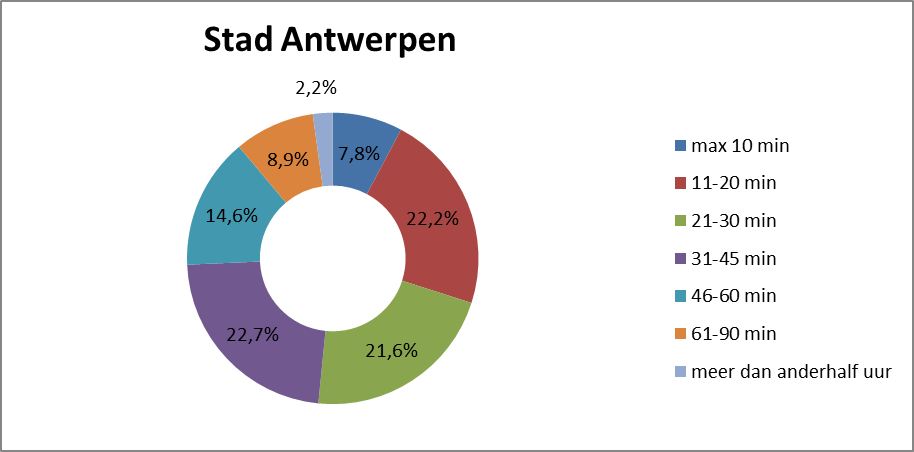 Stad Antwerpen
2,2%
7,8%
8,9%
14,6%
22,2%
22,7%
21,6%
max 10 min
11-20 min
21-30 min
31-45 min
46-60 min
61-90 min
meer dan anderhalf uur